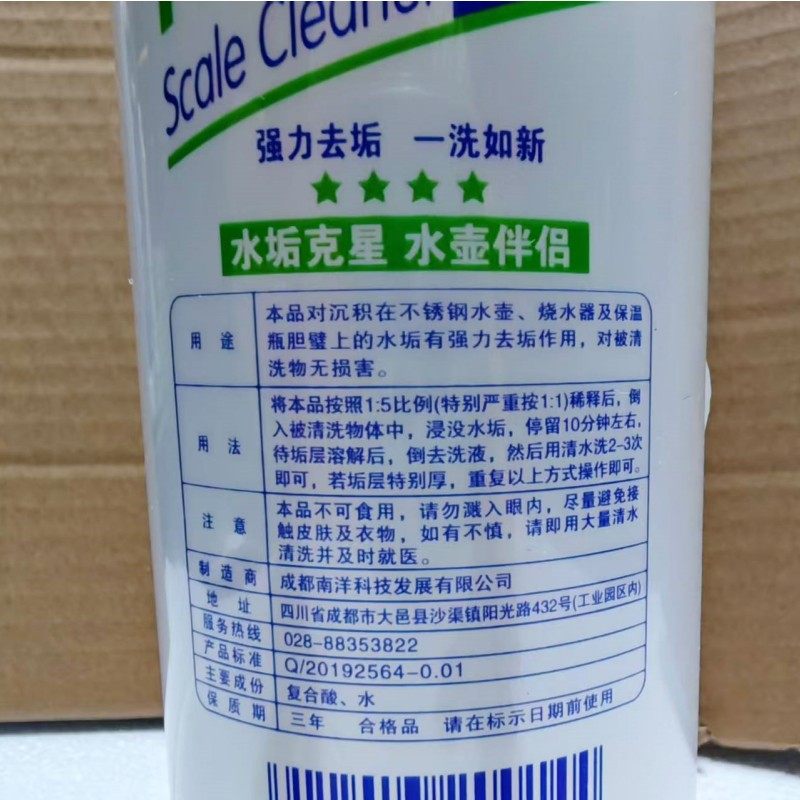 Scale Cleaner
强力去垢 一洗如新
水垢克星 水壶伴侣
用途
本品对沉积在不锈钢水壶、烧水器及保温
瓶胆壁上的水垢有强力去垢作用，对被清
洗物无损害。
用法
将本品按照1:5比例(特别严重按1:1)稀释后，倒
入被清洗物体中，浸没水垢，停留10分钟左右，
待垢层溶解后，倒去洗液，然后用清水洗2-3次
即可，若垢层特别厚，重复以上方式操作即可。
注意
本品不可食用，请勿溅入眼内，尽量避免接
触皮肤及衣物，如有不慎，请即用大量清水
清洗并及时就医。
制造商 成都南洋科技发展有限公司
地址 四川省成都市大邑县沙渠镇阳光路432号(工业园区内)
服务热线 028-88353822
产品标准 Q/20192564-0.01
主要成份 复合酸、水
保质期 三年 合格品 请在标示日期前使用